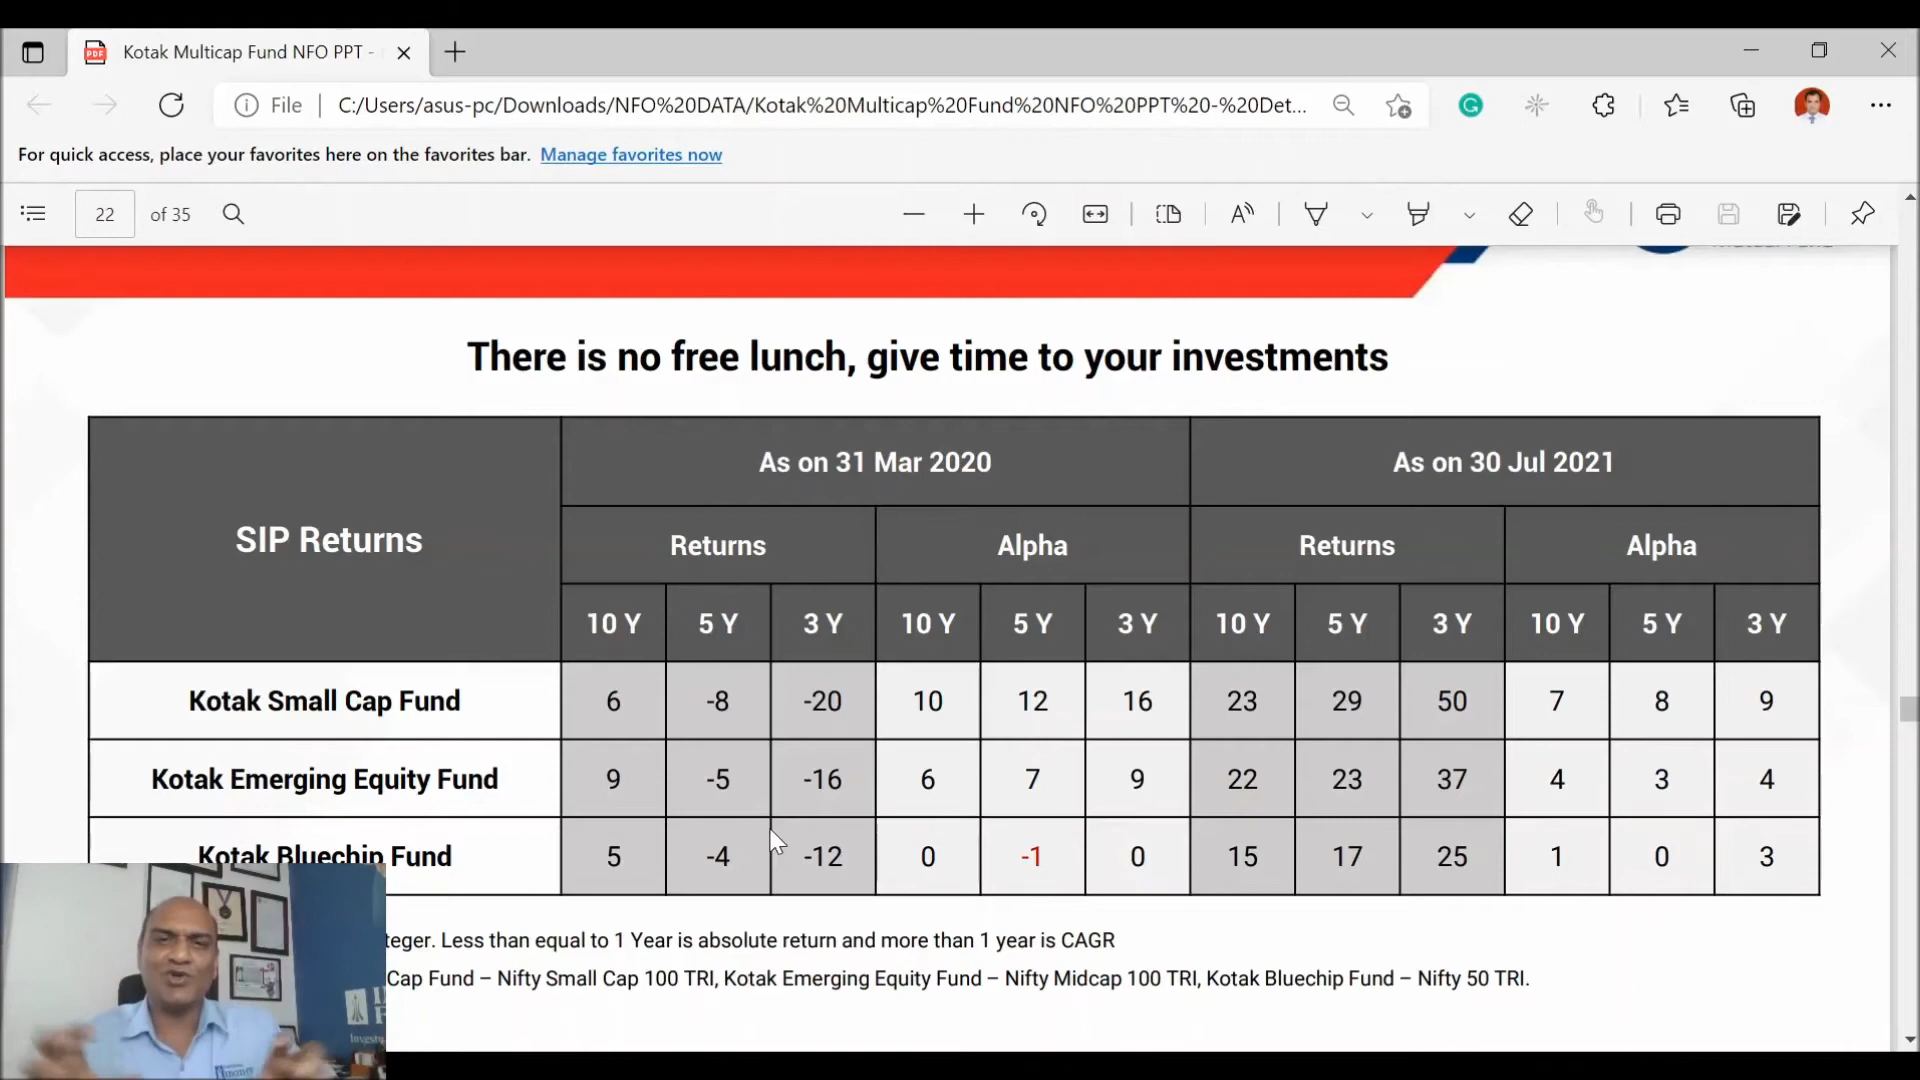 Kotak Multicap Fund NFO PPT -
File
C:/Users/asus-pc/Downloads/NFO%20DATA/Kotak%20Multicap%20Fund%20NFO%20PPT%20-%20Det...
For quick access, place your favorites here on the favorites bar. Manage favorites now
22 of 35
There is no free lunch, give time to your investments
SIP Returns
As on 31 Mar 2020 As on 30 Jul 2021
Returns Alpha Returns Alpha
10 Y 5 Y 3 Y 10 Y 5 Y 3 Y 10 Y 5 Y 3 Y 10 Y 5 Y 3 Y
Kotak Small Cap Fund 6 -8 -20 10 12 16 23 29 50 7 8 9
Kotak Emerging Equity Fund 9 -5 -16 6 7 9 22 23 37 4 3 4
Kotak Bluechip Fund 5 -4 -12 0 -1 0 15 17 25 1 0 3
teger. Less than equal to 1 Year is absolute return and more than 1 year is CAGR
Cap Fund – Nifty Small Cap 100 TRI, Kotak Emerging Equity Fund – Nifty Midcap 100 TRI, Kotak Bluechip Fund – Nifty 50 TRI.